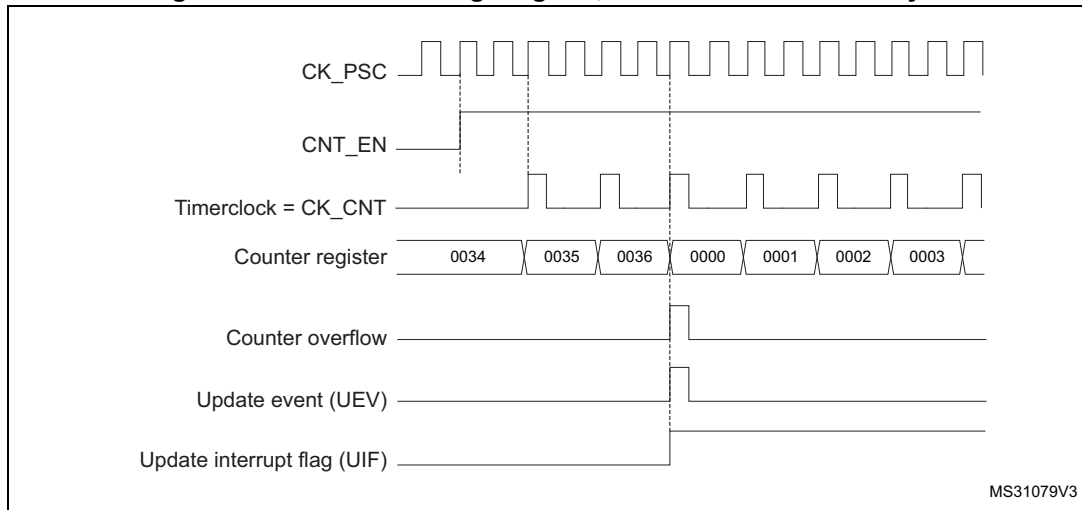 CK_PSC
CNT_EN
Timerclock = CK_CNT
Counter register 0034 0035 0036 0000 0001 0002 0003
Counter overflow
Update event (UEV)
Update interrupt flag (UIF)
MS31079V3